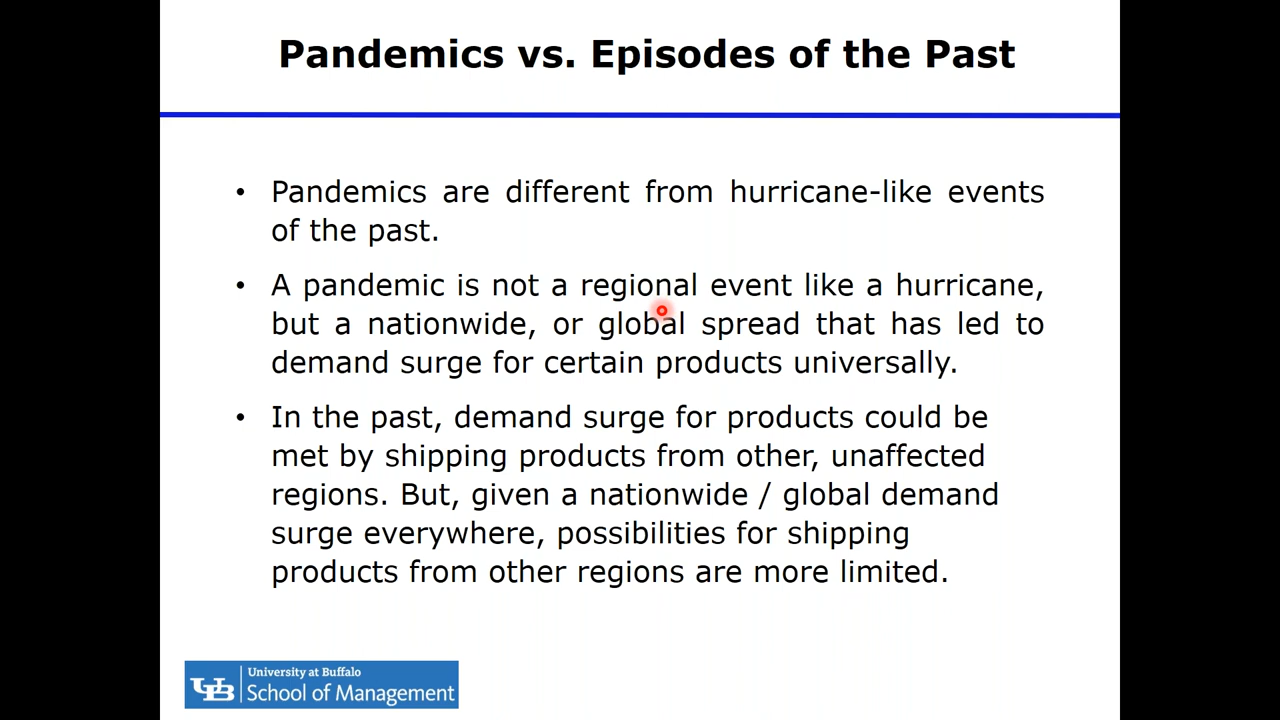 Pandemics vs. Episodes of the Past
• Pandemics are different from hurricane-like events
of the past.
• A pandemic is not a regional event like a hurricane,
but a nationwide, or global spread that has led to
demand surge for certain products universally.
• In the past, demand surge for products could be
met by shipping products from other, unaffected
regions. But, given a nationwide / global demand
surge everywhere, possibilities for shipping
products from other regions are more limited.
UB
University at Buffalo
School of Management